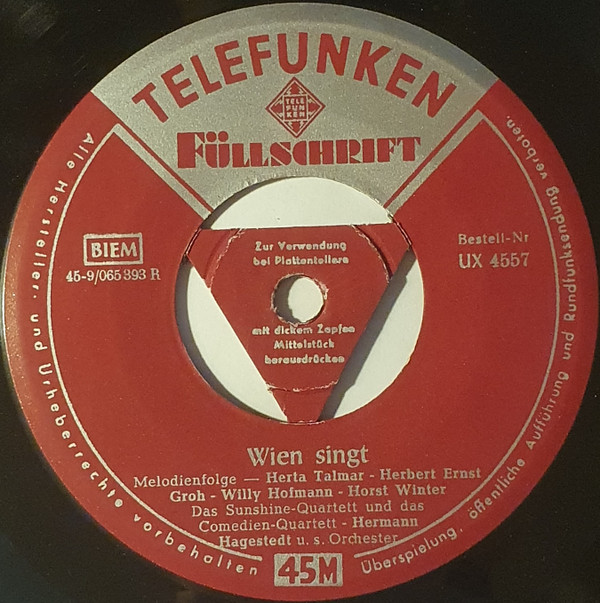 TELEFUNKEN
TELE
FUN
KEN
FÜLLSCHRIFT
Alle Hersteller- und Urheberrechte vorbehalten
Überspielung, öffentliche Aufführung und Rundfunksendung verboten.
BIEM
45-9/065393 R
Bestell-Nr
UX 4557
Zur Verwendung
bei Plattentellern
mit dickem Zapfen
Mittelstück
herausdrücken
Wien singt
Melodienfolge — Herta Talmar - Herbert Ernst
Groh - Willy Hofmann - Horst Winter
Das Sunshine-Quartett und das
Comedien-Quartett - Hermann
Hagestedt u. s. Orchester
45M